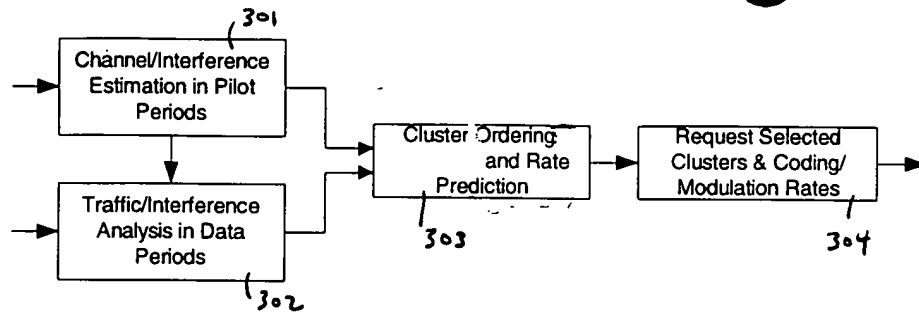 301
Channel/Interference
Estimation in Pilot
Periods
Cluster Ordering
and Rate
Prediction
303
Request Selected
Clusters & Coding/
Modulation Rates
304
Traffic/Interference
Analysis in Data
Periods
302